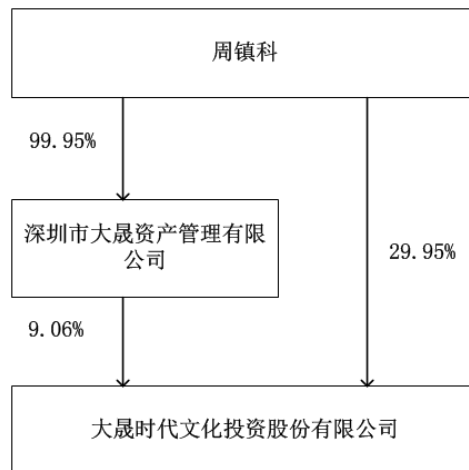 周镇科
99.95%
深圳市大晟资产管理有限
公司
29.95%
9.06%
大晟时代文化投资股份有限公司